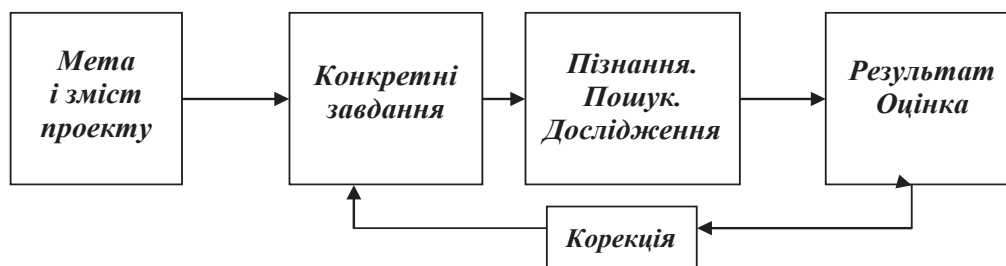 Мета
і зміст
проекту
Конкретні
завдання
Пізнання.
Пошук.
Дослідження
Результат
Оцінка
Корекція